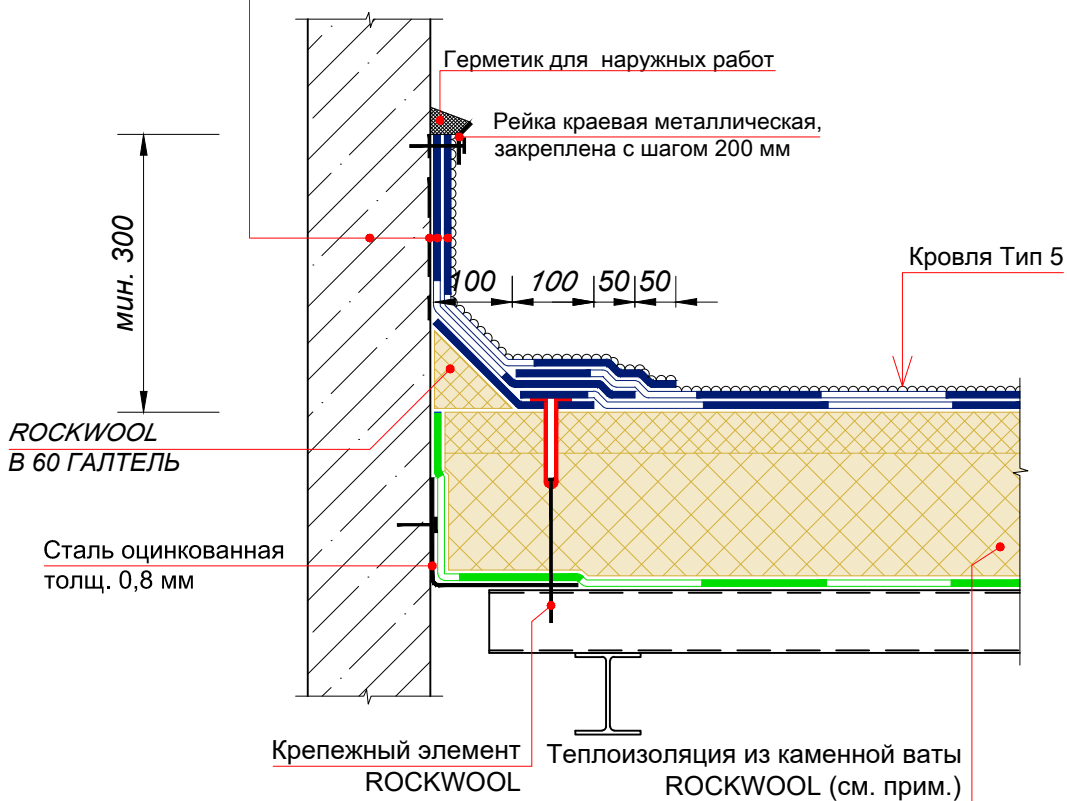 Герметик для наружных работ
Рейка краевая металлическая,
закреплена с шагом 200 мм
мин. 300
100 100 50 50
Кровля Тип 5
ROCKWOOL
В 60 ГАЛТЕЛЬ
Сталь оцинкованная
толщ. 0,8 мм
Крепежный элемент
ROCKWOOL
Теплоизоляция из каменной ваты
ROCKWOOL (см. прим.)